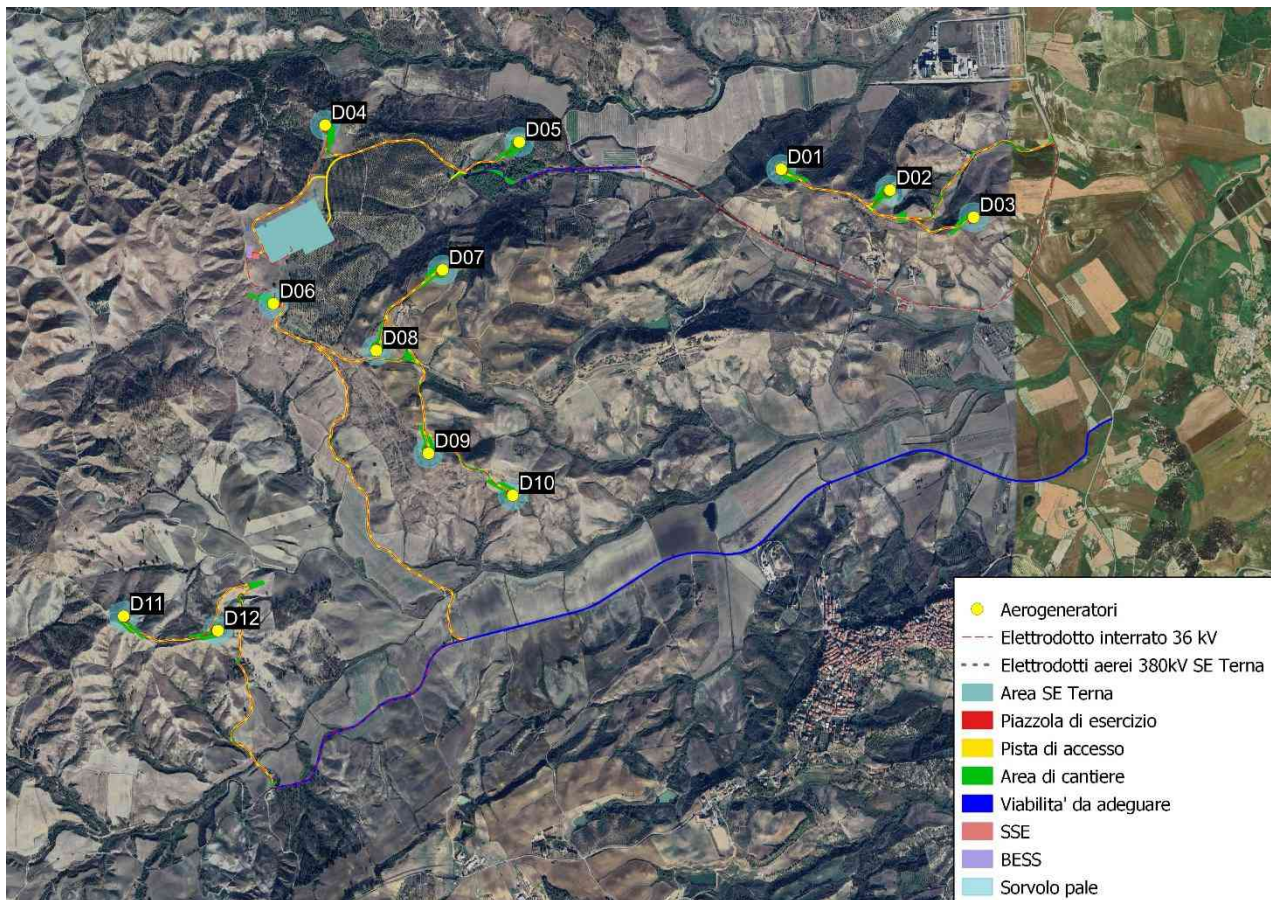 D04
D05
D01
D02
D03
D07
D06
D08
D09
D10
D11
D12
Aerogeneratori
Elettrodotto interrato 36 kV
Elettrodotti aerei 380kV SE Terna
Area SE Terna
Piazzola di esercizio
Pista di accesso
Area di cantiere
Viabilita' da adeguare
SSE
BESS
Sorvolo pale